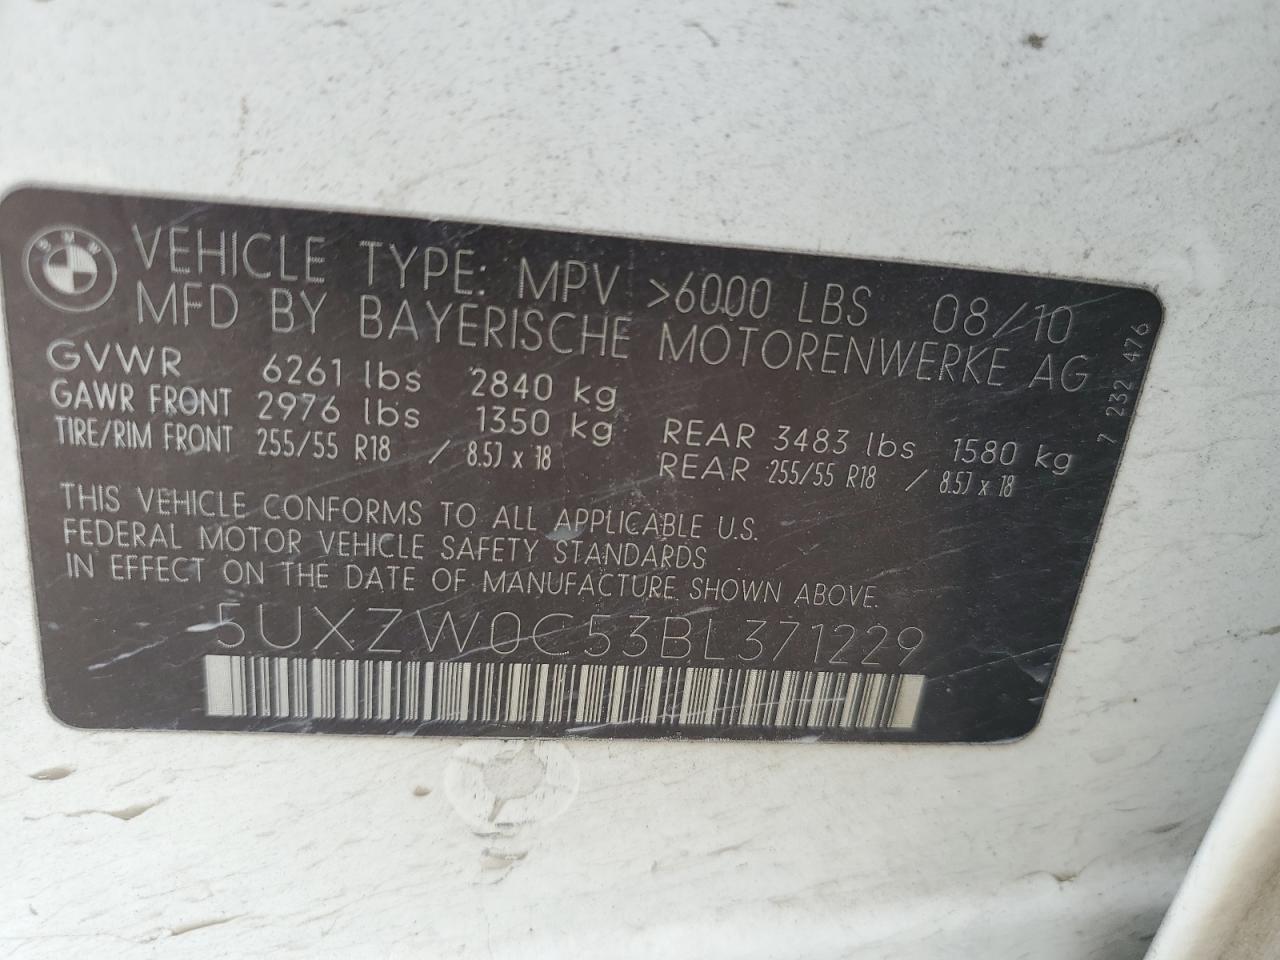 BMW
VEHICLE TYPE: MPV >6000 LBS 08/10
MFD BY BAYERISCHE MOTORENWERKE AG
GVWR 6261 lbs 2840 kg
GAWR FRONT 2976 lbs 1350 kg REAR 3483 lbs 1580 kg
TIRE/RIM FRONT 255/55 R18 / 8.5J x 18 REAR 255/55 R18 / 8.5J x 18
THIS VEHICLE CONFORMS TO ALL APPLICABLE U.S.
FEDERAL MOTOR VEHICLE SAFETY STANDARDS
IN EFFECT ON THE DATE OF MANUFACTURE SHOWN ABOVE.
5UXZW0C53BL371229
7 232 476